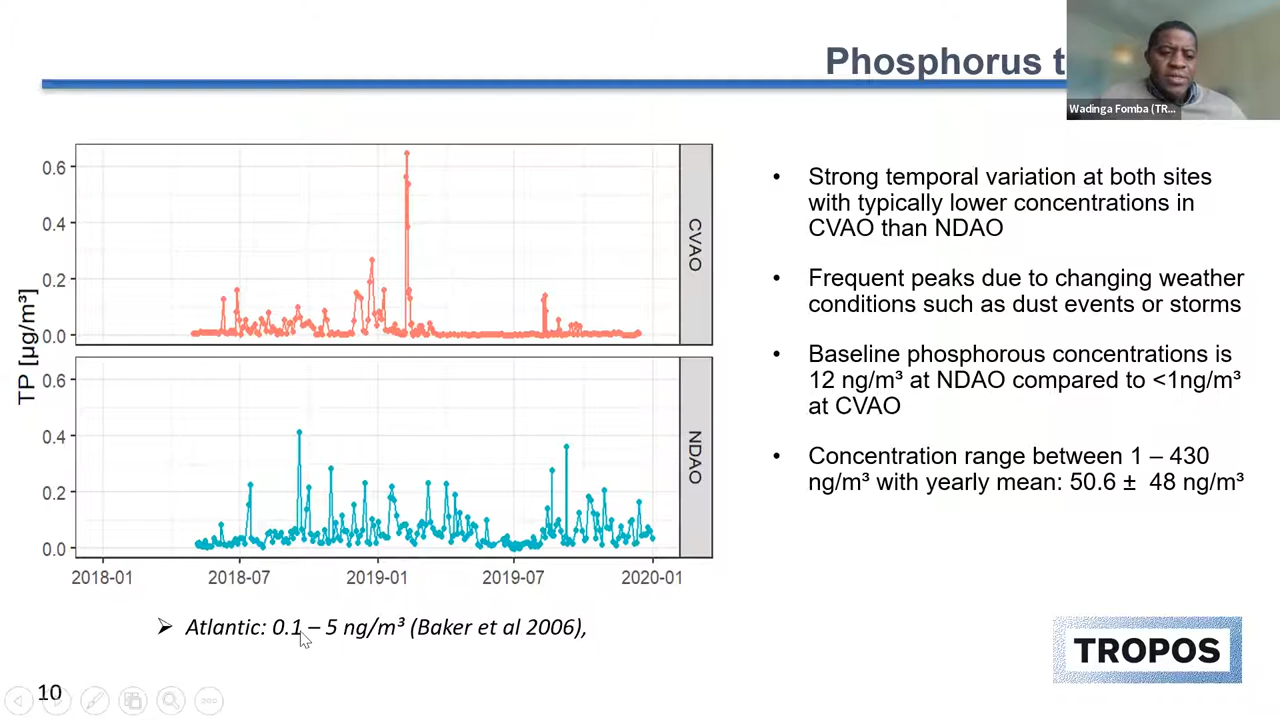 Phosphorus t
Wadinga Fomba (TR...
TP [µg/m³]
0.6
0.4
0.2
0.0
CVAO
0.6
0.4
0.2
0.0
NDAO
2018-01
2018-07
2019-01
2019-07
2020-01
➢ Atlantic: 0.1 – 5 ng/m³ (Baker et al 2006),
• Strong temporal variation at both sites
with typically lower concentrations in
CVAO than NDAO
• Frequent peaks due to changing weather
conditions such as dust events or storms
• Baseline phosphorous concentrations is
12 ng/m³ at NDAO compared to <1ng/m³
at CVAO
• Concentration range between 1 – 430
ng/m³ with yearly mean: 50.6 ± 48 ng/m³
TROPOS
10